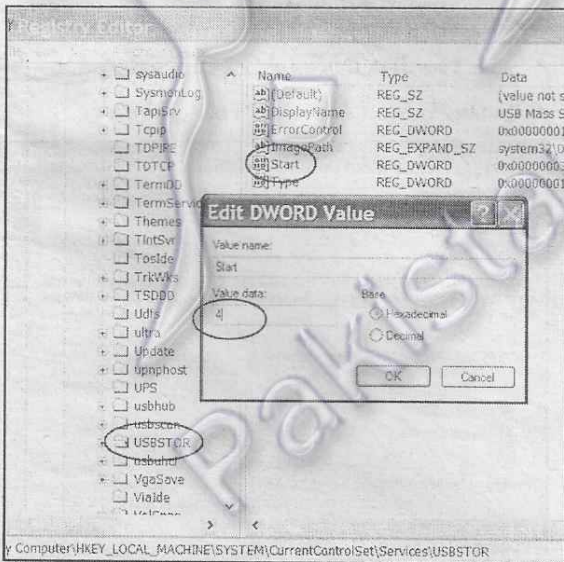 Registry Editor
sysaudio
SysmonLog
TapiSrv
Tcpip
TDPIPE
TDTCP
TermDD
TermServic
Themes
TlntSvr
TosIde
TrkWks
TSDDD
Udfs
ultra
Update
upnphost
UPS
usbhub
usbscan
USBSTOR
usbuhci
VgaSave
ViaIde
Name Type Data
(Default) REG_SZ (value not s
DisplayName REG_SZ USB Mass S
ErrorControl REG_DWORD 0x00000001
ImagePath REG_EXPAND_SZ system32\D
Start REG_DWORD 0x00000003
Type REG_DWORD 0x00000001
Edit DWORD Value
Value name:
Start
Value data:
4
Base
Hexadecimal
Decimal
OK Cancel
y Computer\HKEY_LOCAL_MACHINE\SYSTEM\CurrentControlSet\Services\USBSTOR
Pakista